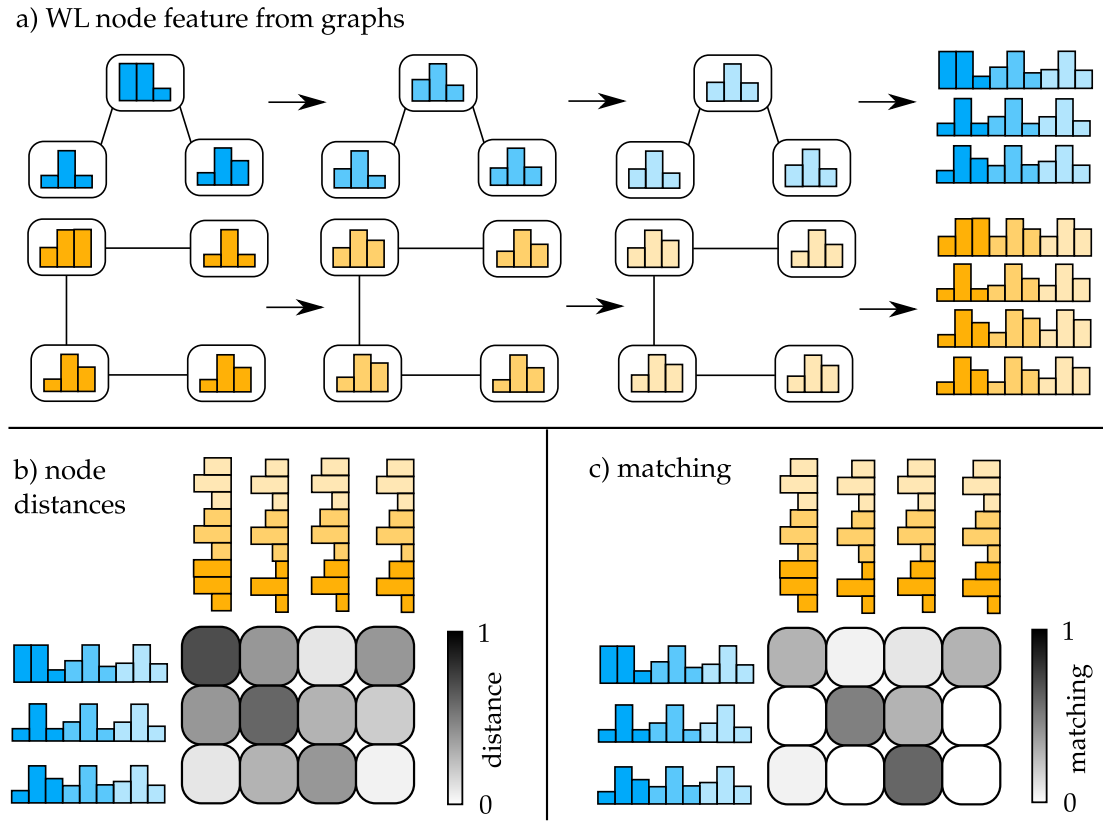 a) WL node feature from graphs
b) node
distances
1
distance
0
c) matching
1
matching
0